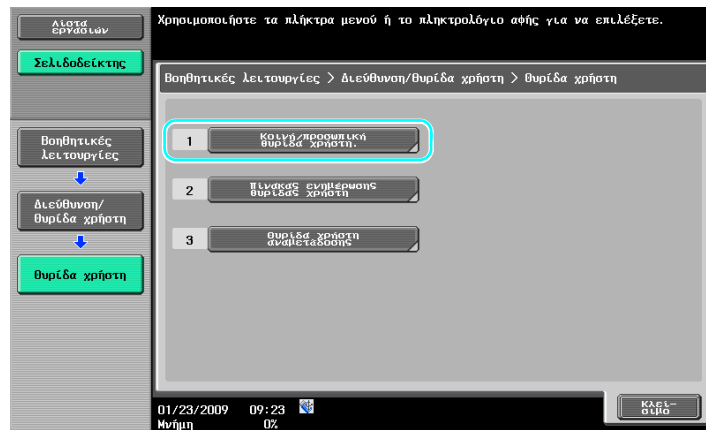 Λίστα
εργασιών
Χρησιμοποιήστε τα πλήκτρα μενού ή το πληκτρολόγιο αφής για να επιλέξετε.
Σελιδοδείκτης
Βοηθητικές λειτουργίες > Διεύθυνση/θυρίδα χρήστη > θυρίδα χρήστη
Βοηθητικές
λειτουργίες
Διεύθυνση/
θυρίδα χρήστη
θυρίδα χρήστη
1 Κοινή/προσωπική
θυρίδα χρήστη.
2 Πίνακας ενημέρωσης
θυρίδας χρήστη
3 θυρίδα χρήστη
αναμετάδοσης
01/23/2009 09:23
Μνήμη 0%
Κλεί-
σιμο